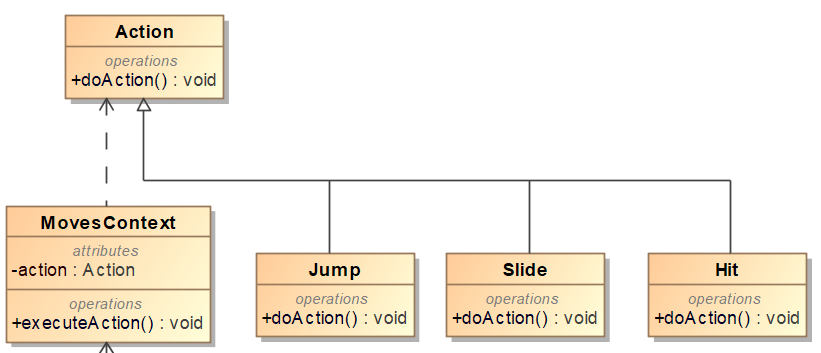 Action
operations
+doAction() : void
MovesContext
attributes
-action : Action
operations
+executeAction() : void
Jump
operations
+doAction() : void
Slide
operations
+doAction() : void
Hit
operations
+doAction() : void